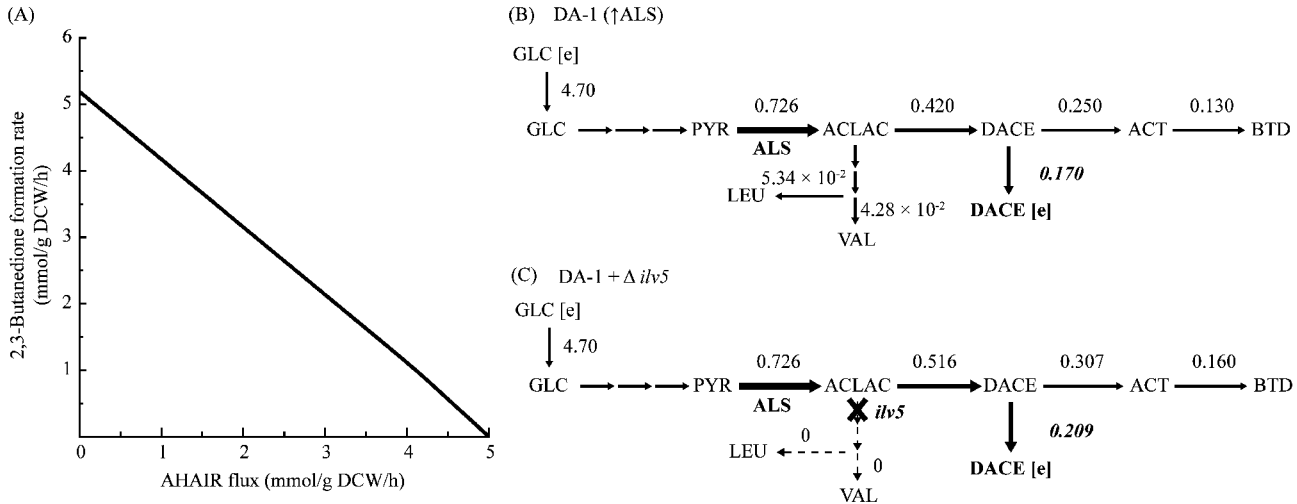 (A)
6
5
4
3
2
1
0
1
2
3
4
5
2,3-Butanedione formation rate
(mmol/g DCW/h)
AHAIR flux (mmol/g DCW/h)
(B) DA-1 (↑ALS)
GLC [e]
4.70
0.726 0.420 0.250 0.130
GLC PYR ACLAC DACE ACT BTD
ALS
5.34 × 10-2
0.170
LEU
4.28 × 10-2
DACE [e]
VAL
(C) DA-1 + Δ ilv5
GLC [e]
4.70
0.726 0.516 0.307 0.160
GLC PYR ACLAC DACE ACT BTD
ALS
ilv5
0.209
0
LEU
0
DACE [e]
VAL